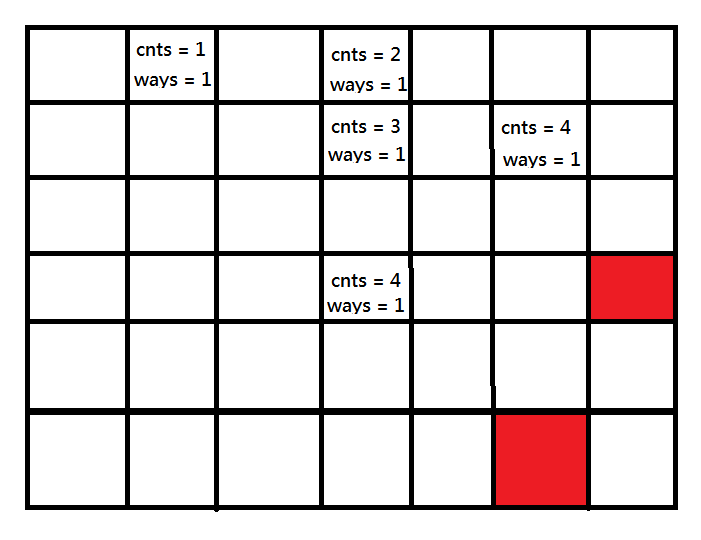 cnts = 1
ways = 1
cnts = 2
ways = 1
cnts = 3
ways = 1
cnts = 4
ways = 1
cnts = 4
ways = 1